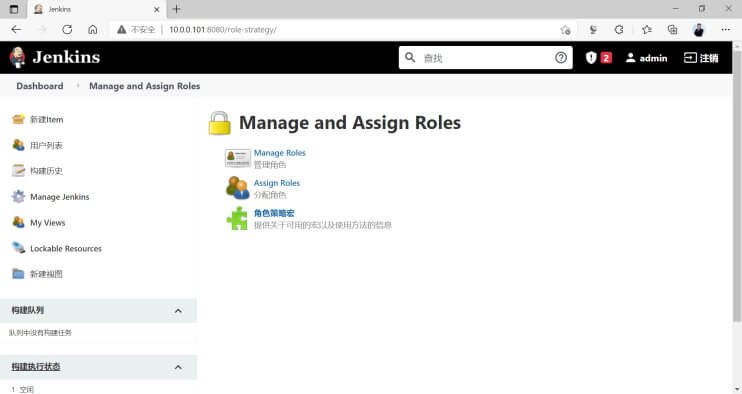 Jenkins
不安全 | 10.0.0.101:8080/role-strategy/
Jenkins
查找
2
admin
注销
Dashboard
Manage and Assign Roles
新建Item
用户列表
构建历史
Manage Jenkins
My Views
Lockable Resources
新建视图
构建队列
队列中没有构建任务
构建执行状态
1 空闲
Manage and Assign Roles
Manage Roles
管理角色
Assign Roles
分配角色
角色策略宏
提供关于可用的宏以及使用方法的信息